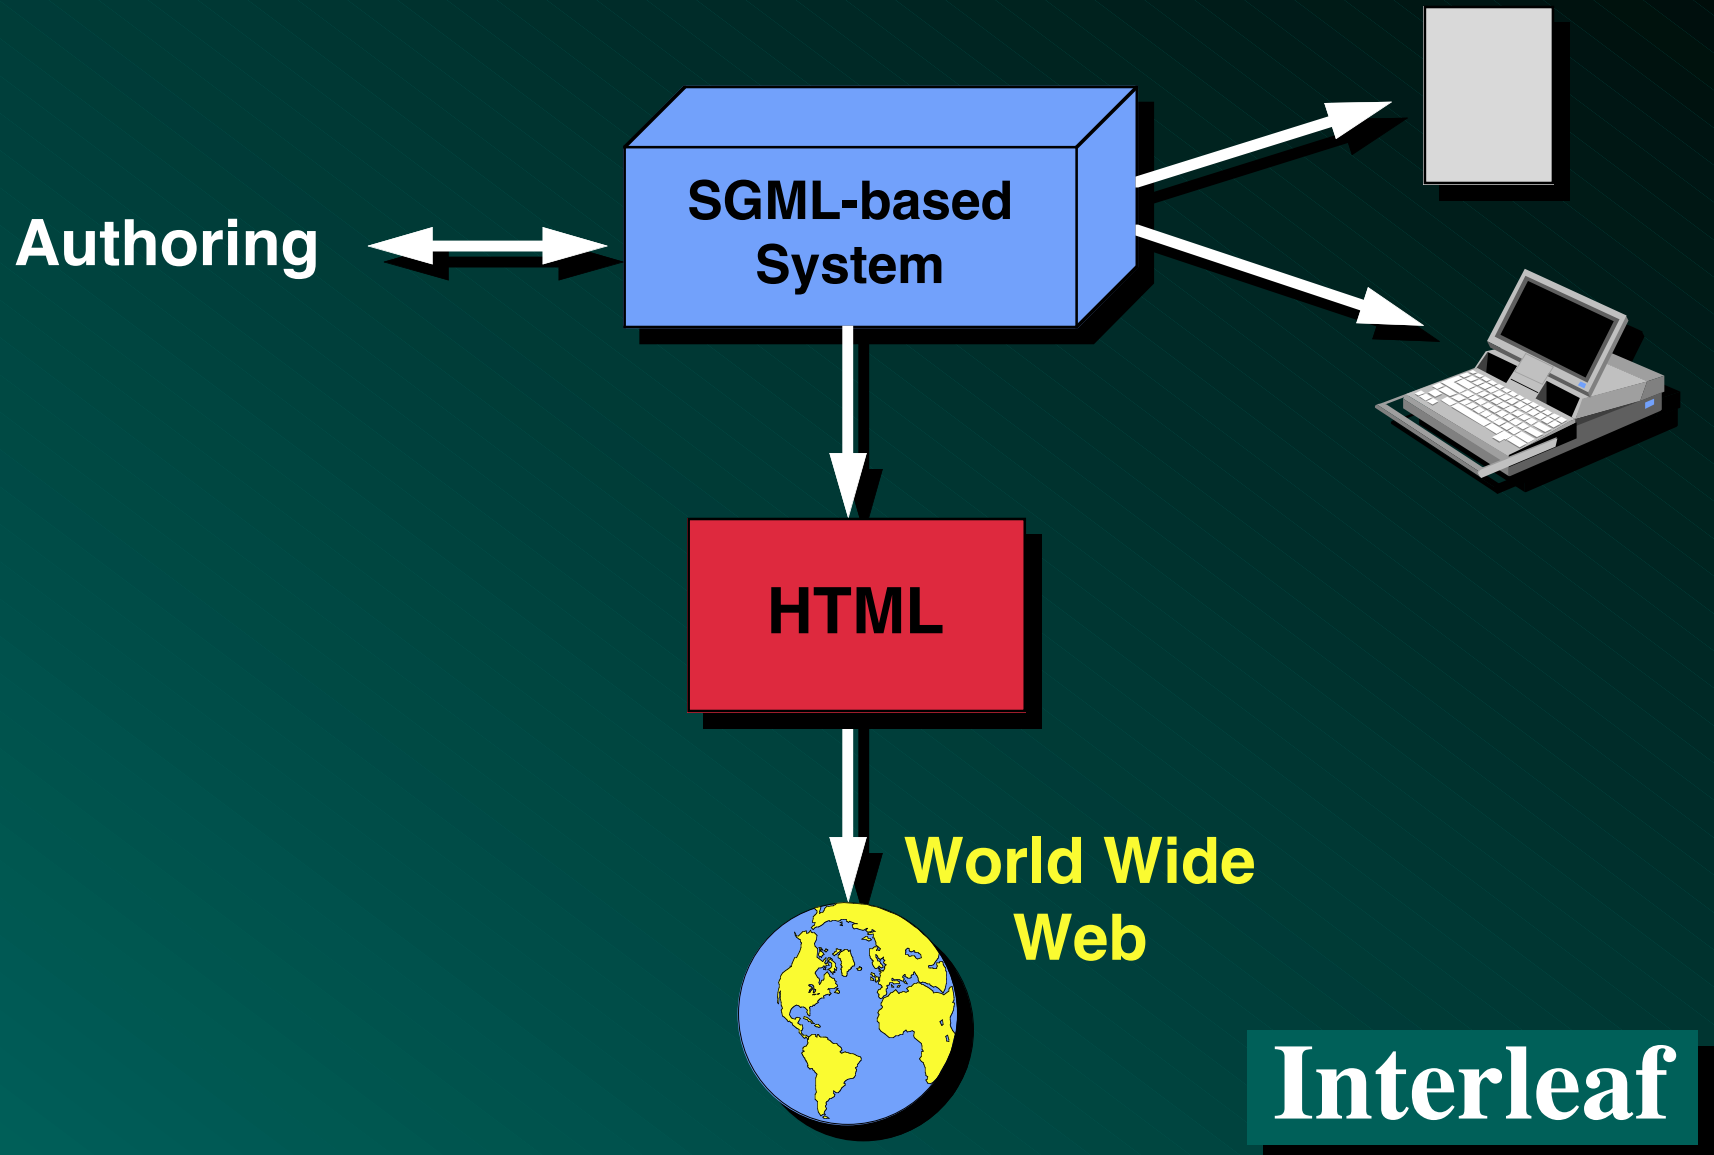 SGML-based
System
Authoring
HTML
World Wide
Web
Interleaf